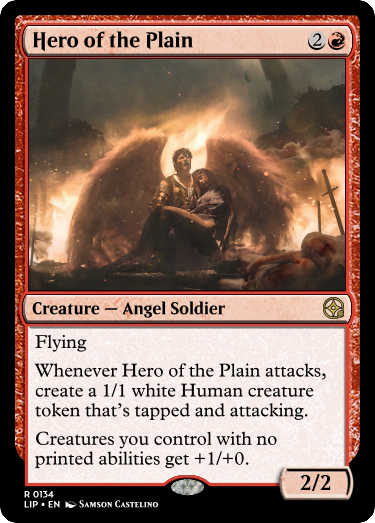 Hero of the Plain 2
Creature — Angel Soldier
Flying
Whenever Hero of the Plain attacks,
create a 1/1 white Human creature
token that's tapped and attacking.
Creatures you control with no
printed abilities get +1/+0.
2/2
R 0134
LIP • EN Samson Castelino